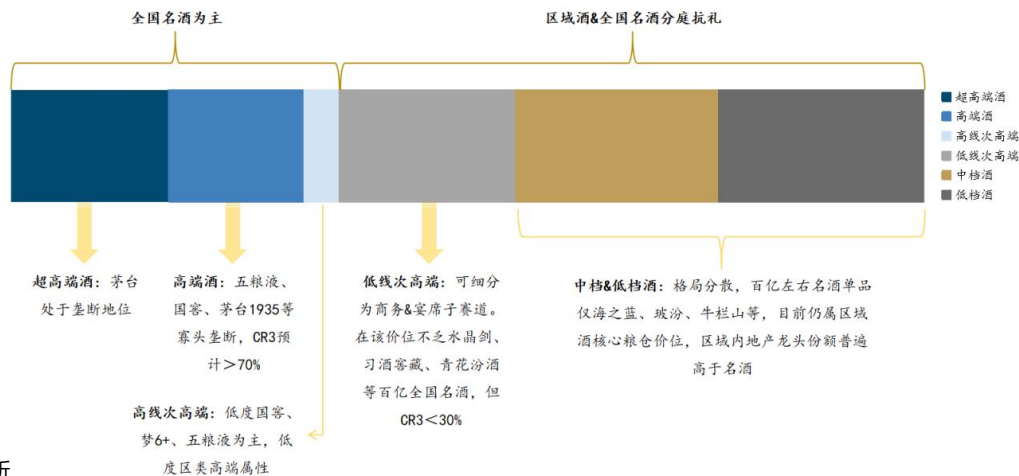 全国名酒为主
区域酒&全国名酒分庭抗礼
超高端酒
高端酒
高线次高端
低线次高端
中档酒
低档酒
超高端酒：茅台
处于垄断地位
高端酒：五粮液、
国窖、茅台1935等
寡头垄断，CR3预
计＞70%
低线次高端：可细分
为商务&宴席子赛道。
在该价位不乏水晶剑、
习酒窖藏、青花汾酒
等百亿全国名酒，但
CR3＜30%
中档&低档酒：格局分散，百亿左右名酒单品
仅海之蓝、玻汾、牛栏山等，目前仍属区域
酒核心粮仓价位，区域内地产龙头份额普遍
高于名酒
高线次高端：低度国窖、
梦6+、五粮液为主，低
度区类高端属性